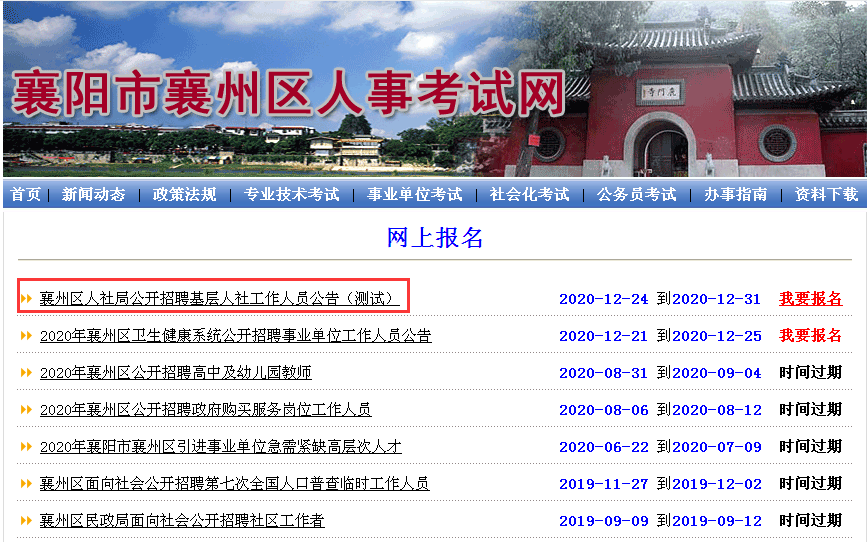 襄阳市襄州区人事考试网
鹿門寺
首页 | 新闻动态 | 政策法规 | 专业技术考试 | 事业单位考试 | 社会化考试 | 公务员考试 | 办事指南 | 资料下载
网上报名
襄州区人社局公开招聘基层人社工作人员公告（测试） 2020-12-24 到2020-12-31 我要报名
2020年襄州区卫生健康系统公开招聘事业单位工作人员公告 2020-12-21 到2020-12-25 我要报名
2020年襄州区公开招聘高中及幼儿园教师 2020-08-31 到2020-09-04 时间过期
2020年襄州区公开招聘政府购买服务岗位工作人员 2020-08-06 到2020-08-12 时间过期
2020年襄阳市襄州区引进事业单位急需紧缺高层次人才 2020-06-22 到2020-07-09 时间过期
襄州区面向社会公开招聘第七次全国人口普查临时工作人员 2019-11-27 到2019-12-02 时间过期
襄州区民政局面向社会公开招聘社区工作者 2019-09-09 到2019-09-12 时间过期